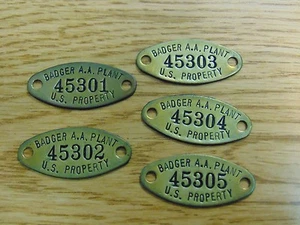 BADGER A.A. PLANT
45301
U.S. PROPERTY
BADGER A.A. PLANT
45302
U.S. PROPERTY
BADGER A.A. PLANT
45303
U.S. PROPERTY
BADGER A.A. PLANT
45304
U.S. PROPERTY
BADGER A.A. PLANT
45305
U.S. PROPERTY